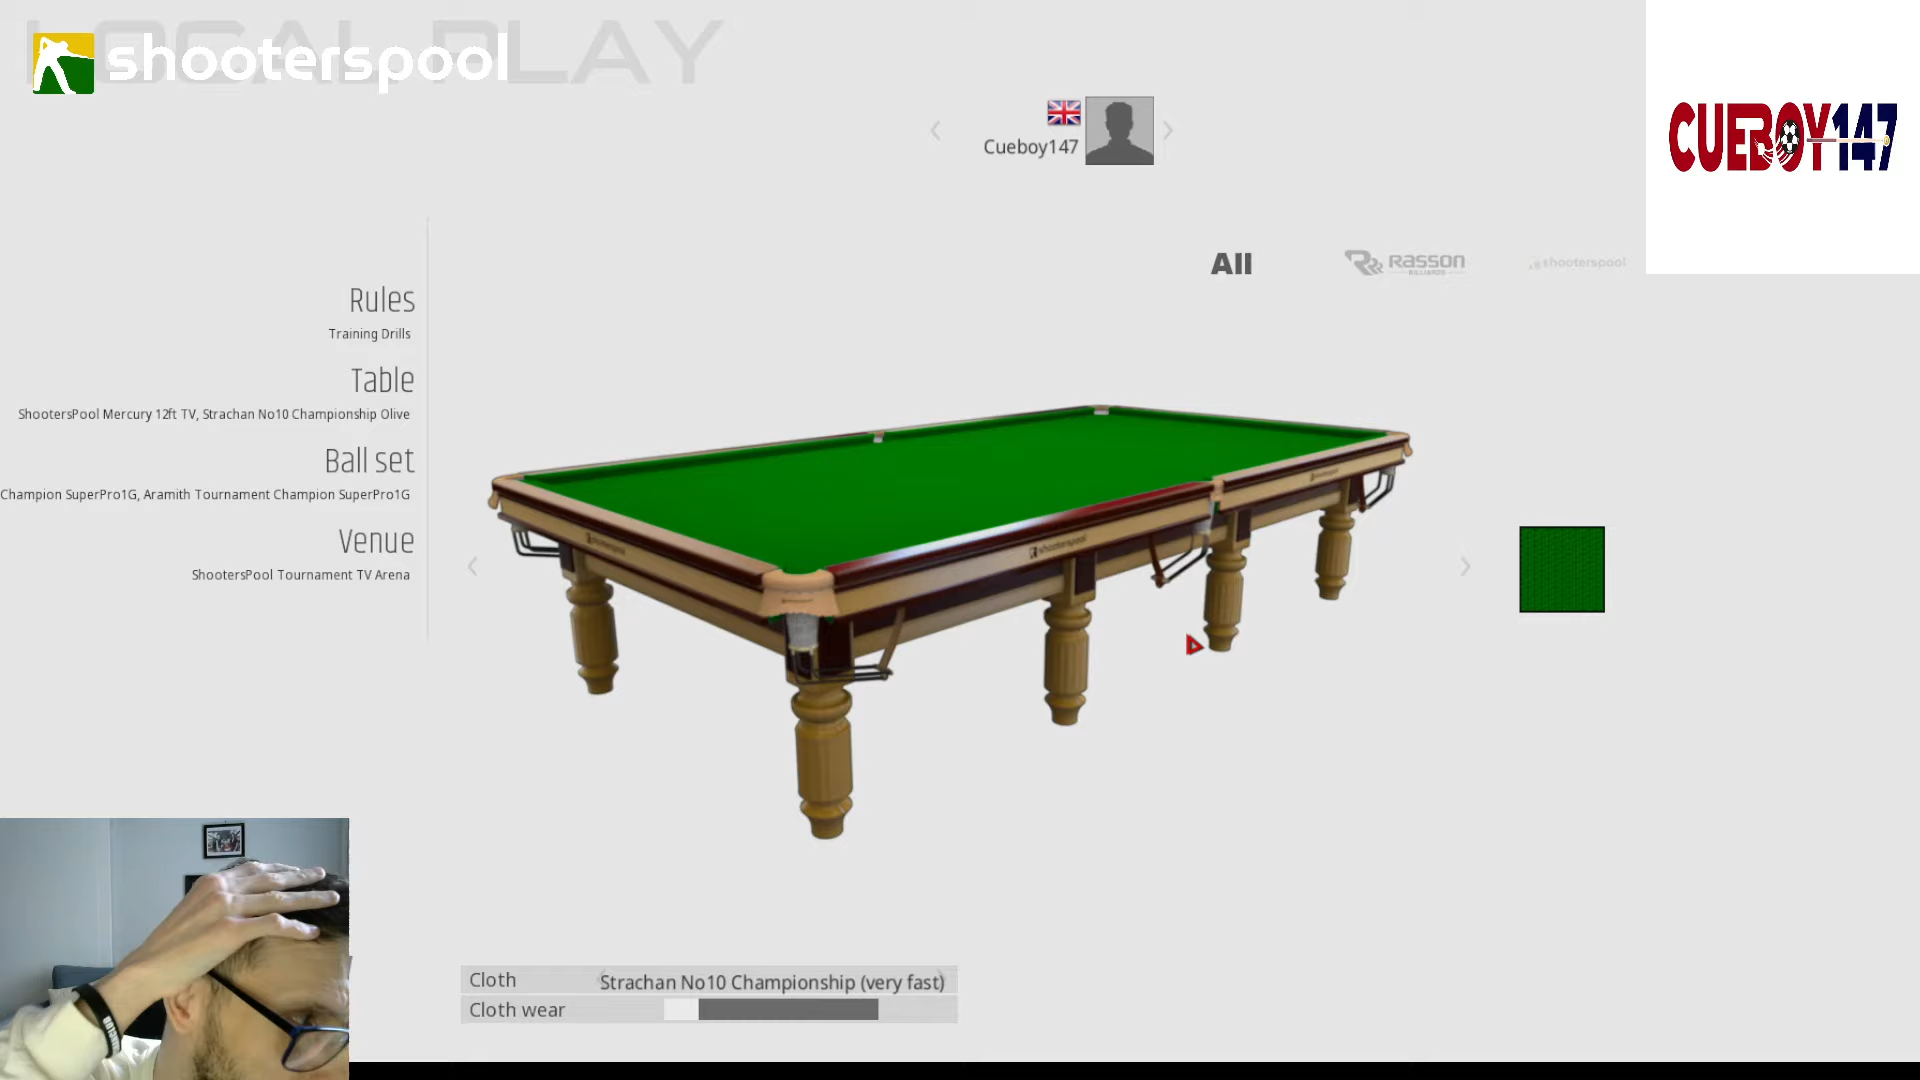 LOCAL PLAY
shooterspool
Cueboy147
CUEBOY147
All
RASSON
BILLIARDS
shooterspool
Rules
Training Drills
Table
ShootersPool Mercury 12ft TV, Strachan No10 Championship Olive
Ball set
Champion SuperPro1G, Aramith Tournament Champion SuperPro1G
Venue
ShootersPool Tournament TV Arena
shooterspool
Cloth
Strachan No10 Championship (very fast)
Cloth wear